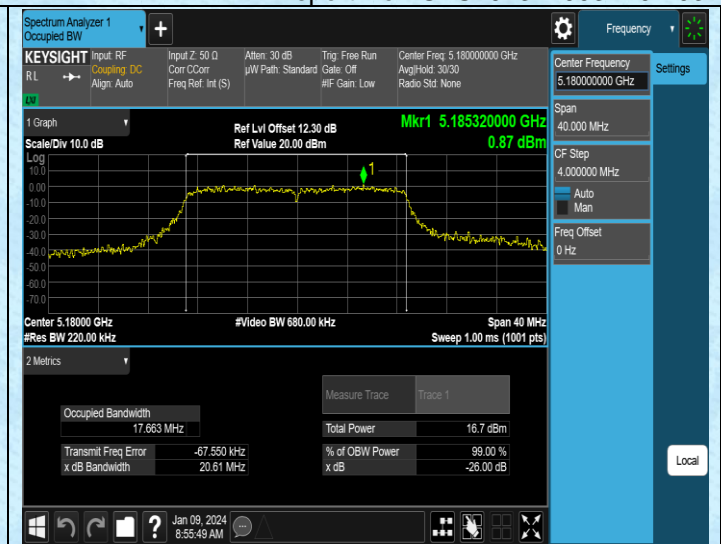 Spectrum Analyzer 1
Occupied BW
Frequency
KEYSIGHT
Input: RF
Coupling: DC
Align: Auto
RL
LXI
Input Z: 50 Ω
Corr CCorr
Freq Ref: Int (S)
Atten: 30 dB
µW Path: Standard
Trig: Free Run
Gate: Off
#IF Gain: Low
Center Freq: 5.180000000 GHz
Avg|Hold: 30/30
Radio Std: None
Center Frequency
5.180000000 GHz
Settings
Span
40.000 MHz
CF Step
4.000000 MHz
Auto
Man
Freq Offset
0 Hz
1 Graph
Scale/Div 10.0 dB
Ref Lvl Offset 12.30 dB
Ref Value 20.00 dBm
Mkr1 5.185320000 GHz
0.87 dBm
Log
10.0
0.00
-10.0
-20.0
-30.0
-40.0
-50.0
-60.0
-70.0
1
Center 5.18000 GHz
#Res BW 220.00 kHz
#Video BW 680.00 kHz
Span 40 MHz
Sweep 1.00 ms (1001 pts)
2 Metrics
Measure Trace
Trace 1
Occupied Bandwidth
17.663 MHz
Total Power
16.7 dBm
Transmit Freq Error
-67.550 kHz
% of OBW Power
99.00 %
x dB Bandwidth
20.61 MHz
x dB
-26.00 dB
Local
Jan 09, 2024
8:55:49 AM